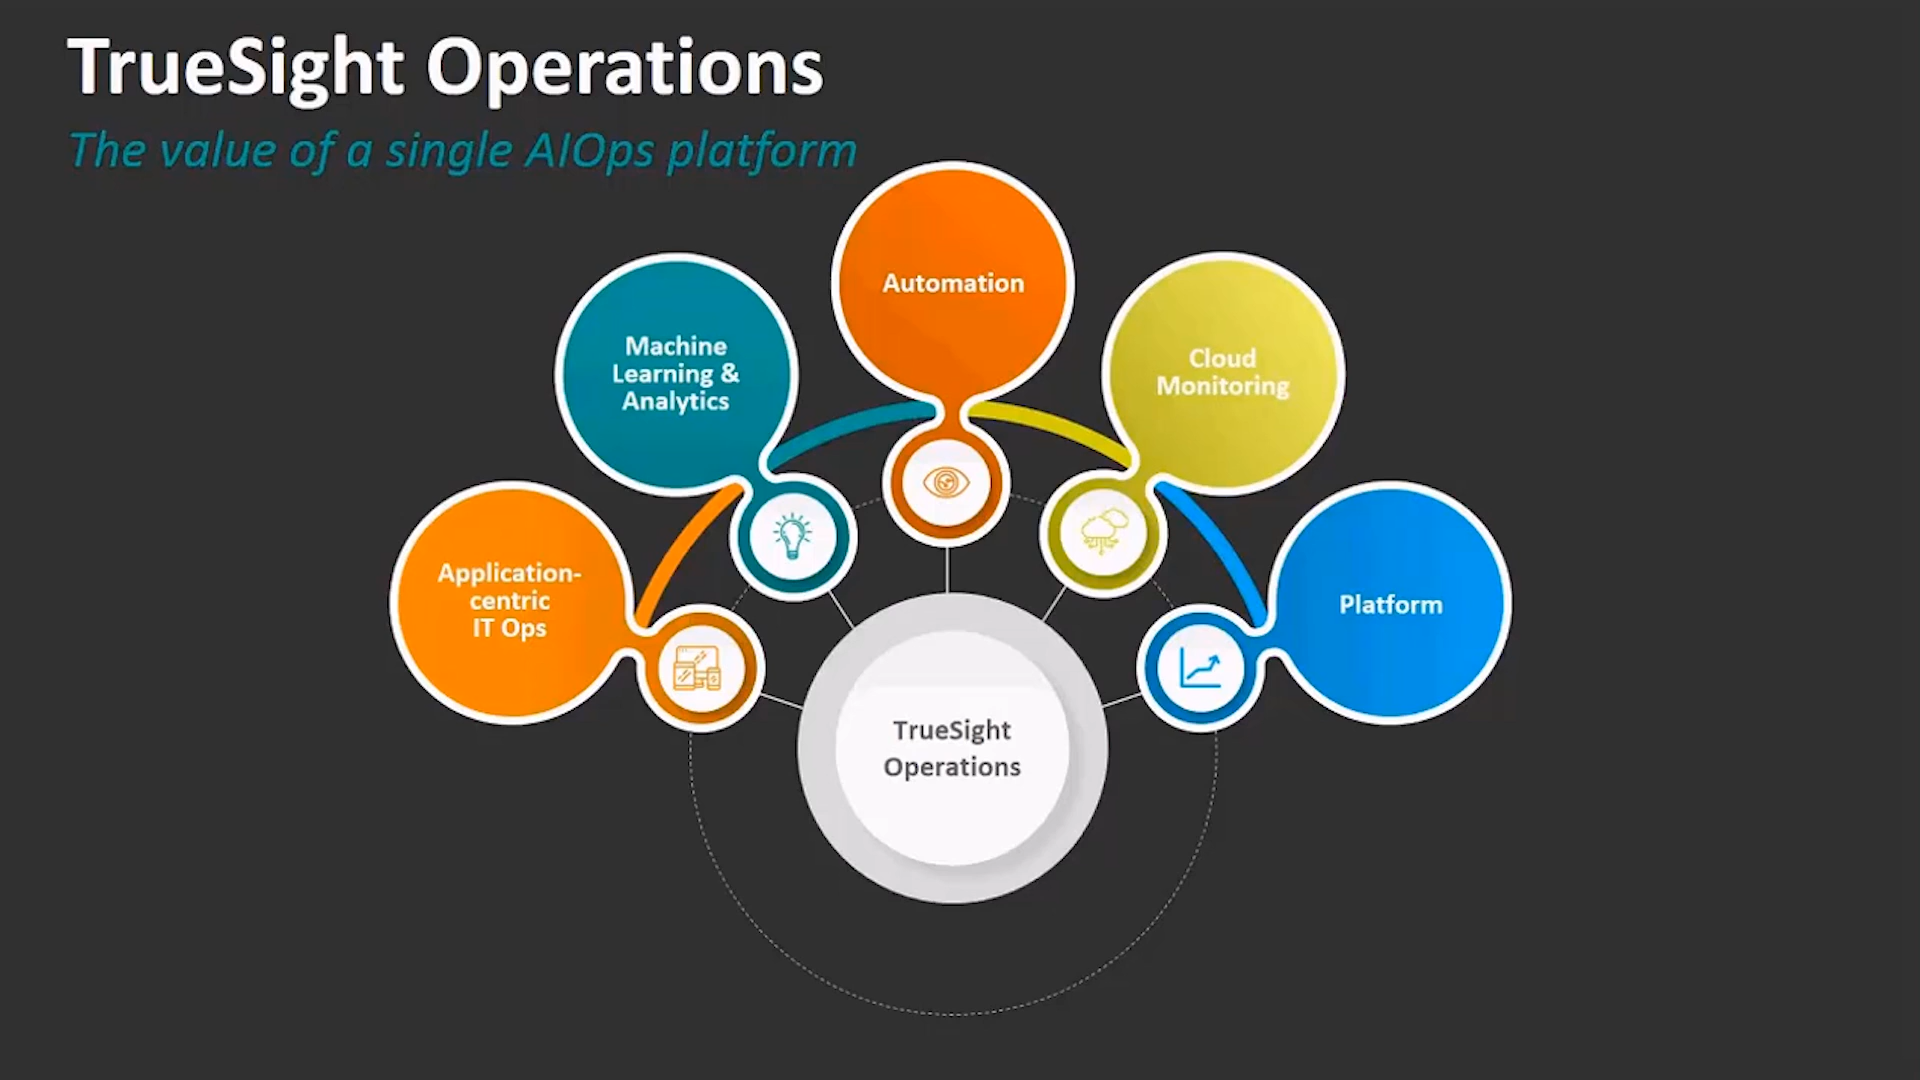 TrueSight Operations
The value of a single AIOps platform
Automation
Machine
Learning &
Analytics
Cloud
Monitoring
Application-
centric
IT Ops
Platform
TrueSight
Operations